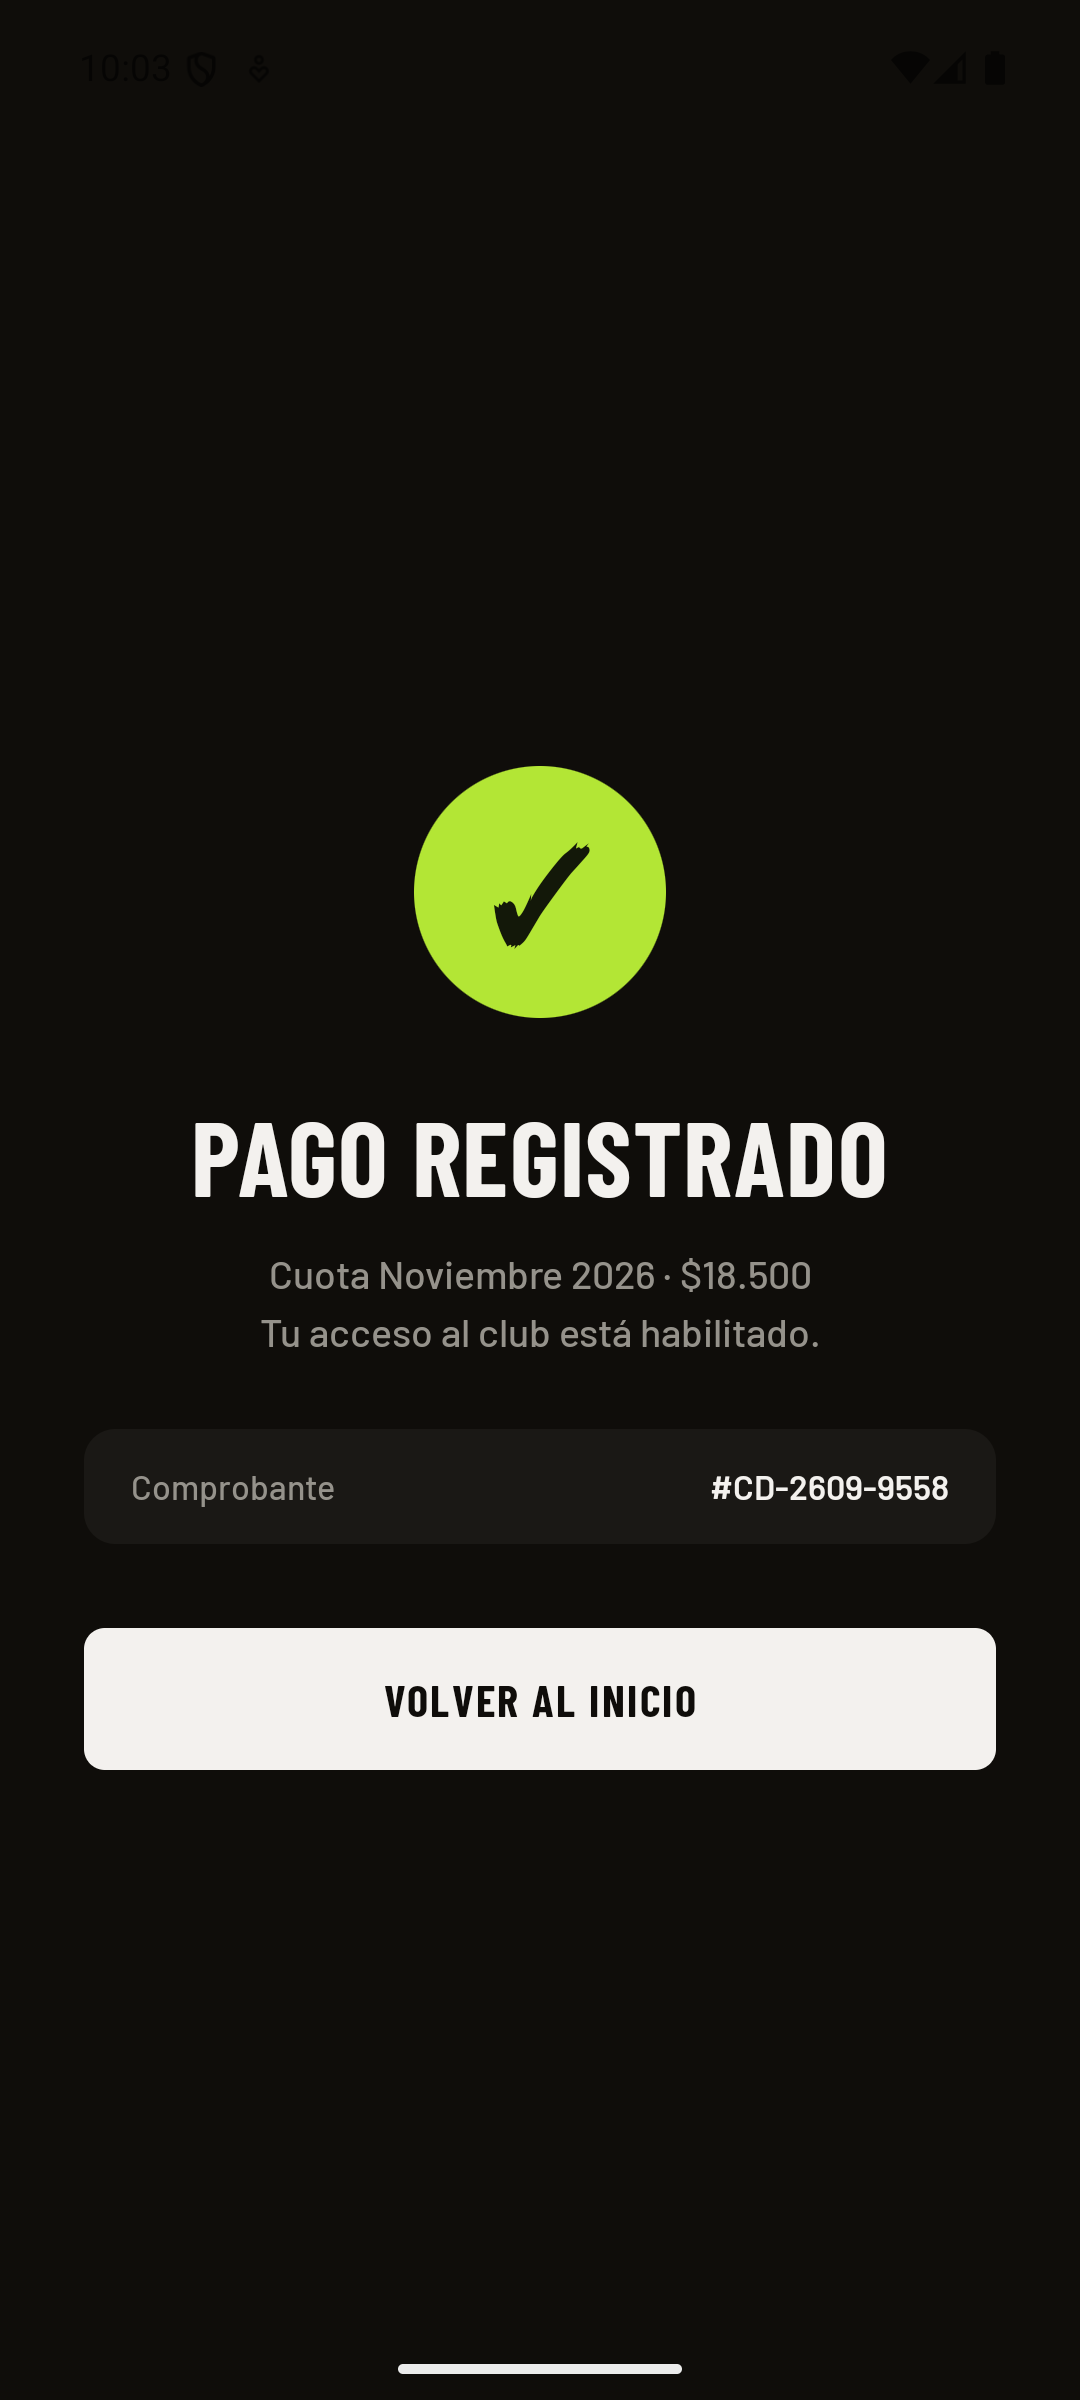 10:03
PAGO REGISTRADO
Cuota Noviembre 2026 · $18.500
Tu acceso al club está habilitado.
Comprobante #CD-2609-9558
VOLVER AL INICIO